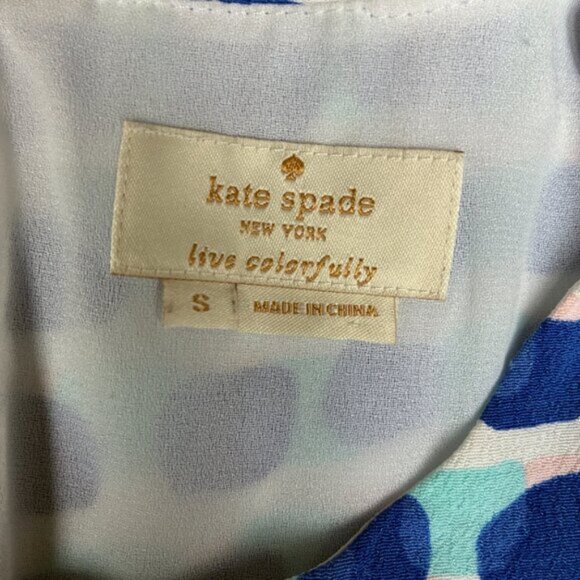 kate spade
NEW YORK
live colorfully
S
MADE IN CHINA